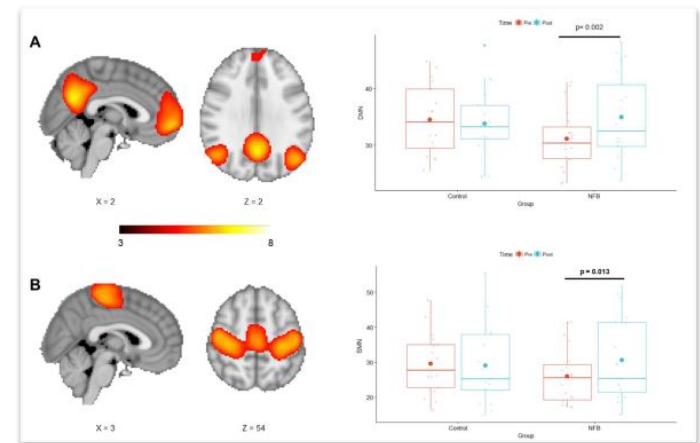 A
Time Pre Post
p= 0.002
DMN
40
30
Control
NFB
Group
X = 2
Z = 2
3
8
B
Time Pre Post
p = 0.013
SMN
50
40
30
20
Control
NFB
Group
X = 3
Z = 54